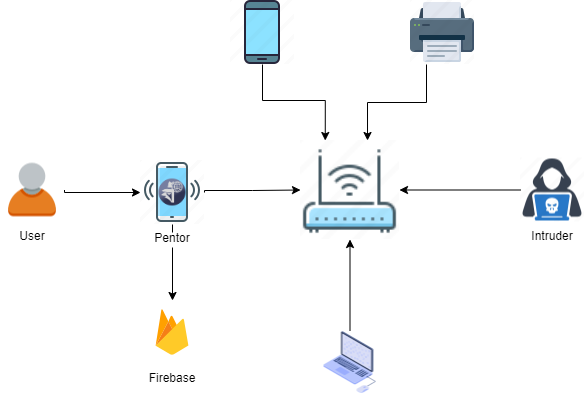 User
Pentor
Intruder
Firebase